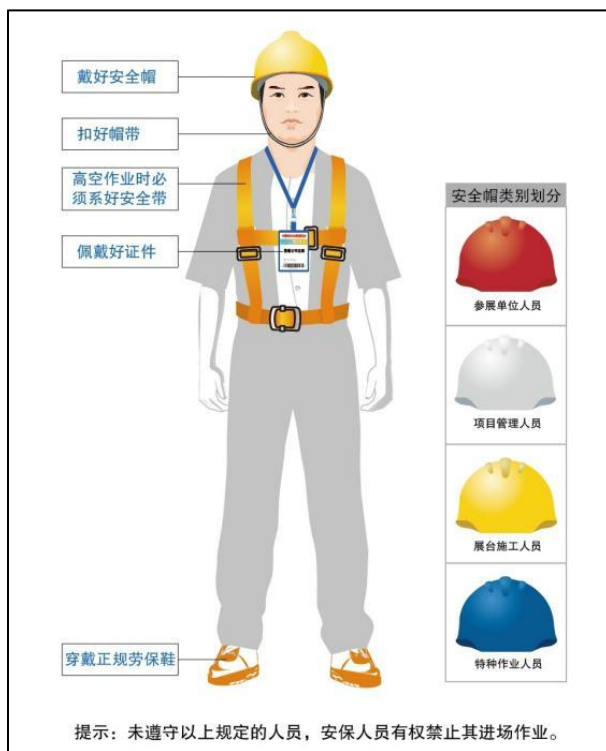 戴好安全帽
扣好帽带
高空作业时必
须系好安全带
佩戴好证件
穿戴正规劳保鞋
安全帽类别划分
参展单位人员
项目管理人员
展台施工人员
特种作业人员
提示：未遵守以上规定的人员，安保人员有权禁止其进场作业。